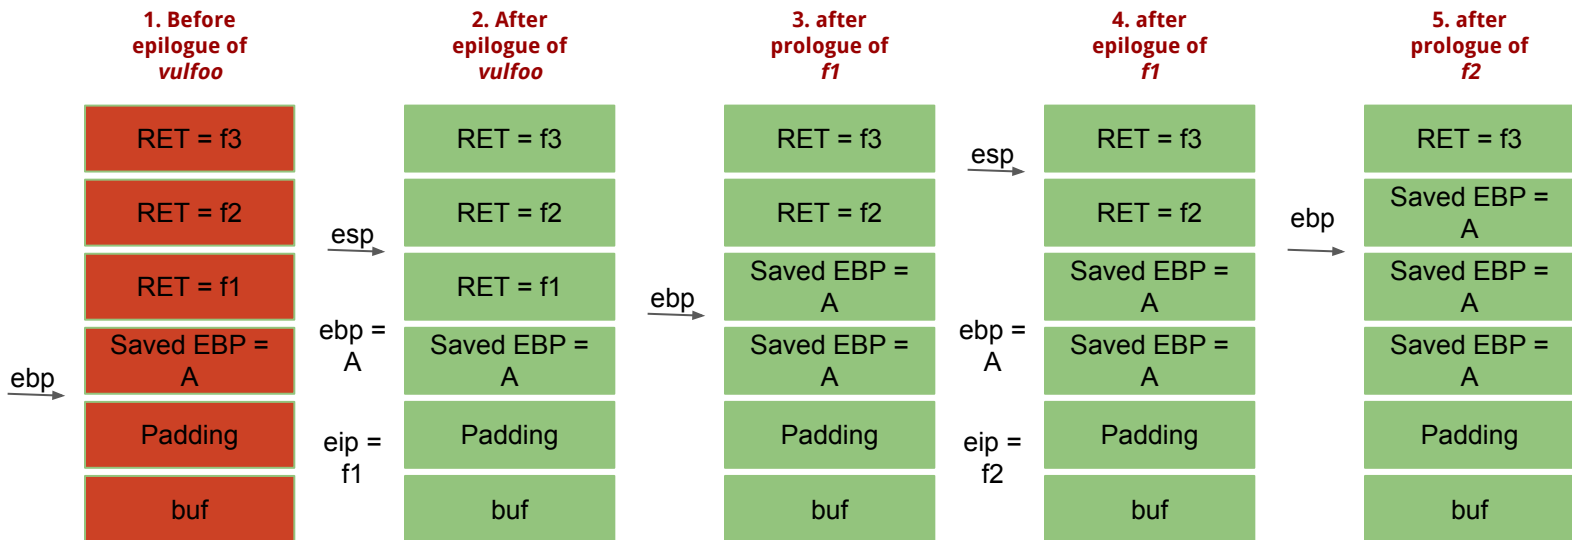 1. Before
epilogue of
vulfoo
2. After
epilogue of
vulfoo
3. after
prologue of
f1
4. after
epilogue of
f1
5. after
prologue of
f2
RET = f3
RET = f2
RET = f1
Saved EBP =
A
Padding
buf
ebp
RET = f3
RET = f2
RET = f1
Saved EBP =
A
Padding
buf
esp
ebp =
A
eip =
f1
RET = f3
RET = f2
Saved EBP =
A
Saved EBP =
A
Padding
buf
ebp
RET = f3
RET = f2
Saved EBP =
A
Saved EBP =
A
Padding
buf
esp
ebp =
A
eip =
f2
RET = f3
Saved EBP =
A
Saved EBP =
A
Saved EBP =
A
Padding
buf
ebp